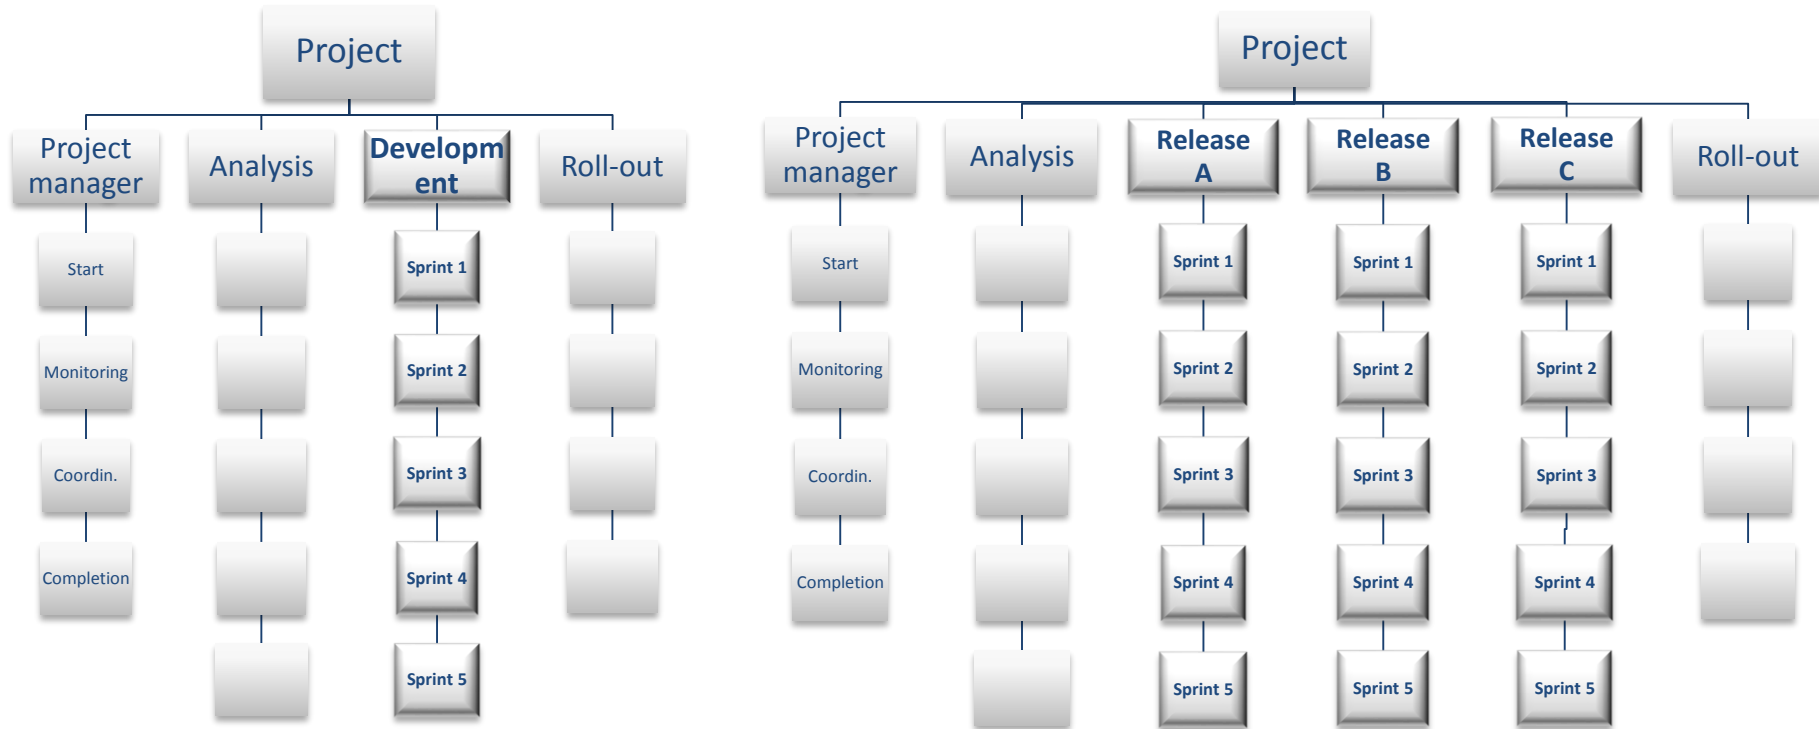 Project
Project
manager
Analysis
Developm
ent
Roll-out
Start
Monitoring
Coordin.
Completion
Sprint 1
Sprint 2
Sprint 3
Sprint 4
Sprint 5
Project
Project
manager
Analysis
Release
A
Release
B
Release
C
Roll-out
Start
Monitoring
Coordin.
Completion
Sprint 1
Sprint 2
Sprint 3
Sprint 4
Sprint 5
Sprint 1
Sprint 2
Sprint 3
Sprint 4
Sprint 5
Sprint 1
Sprint 2
Sprint 3
Sprint 4
Sprint 5